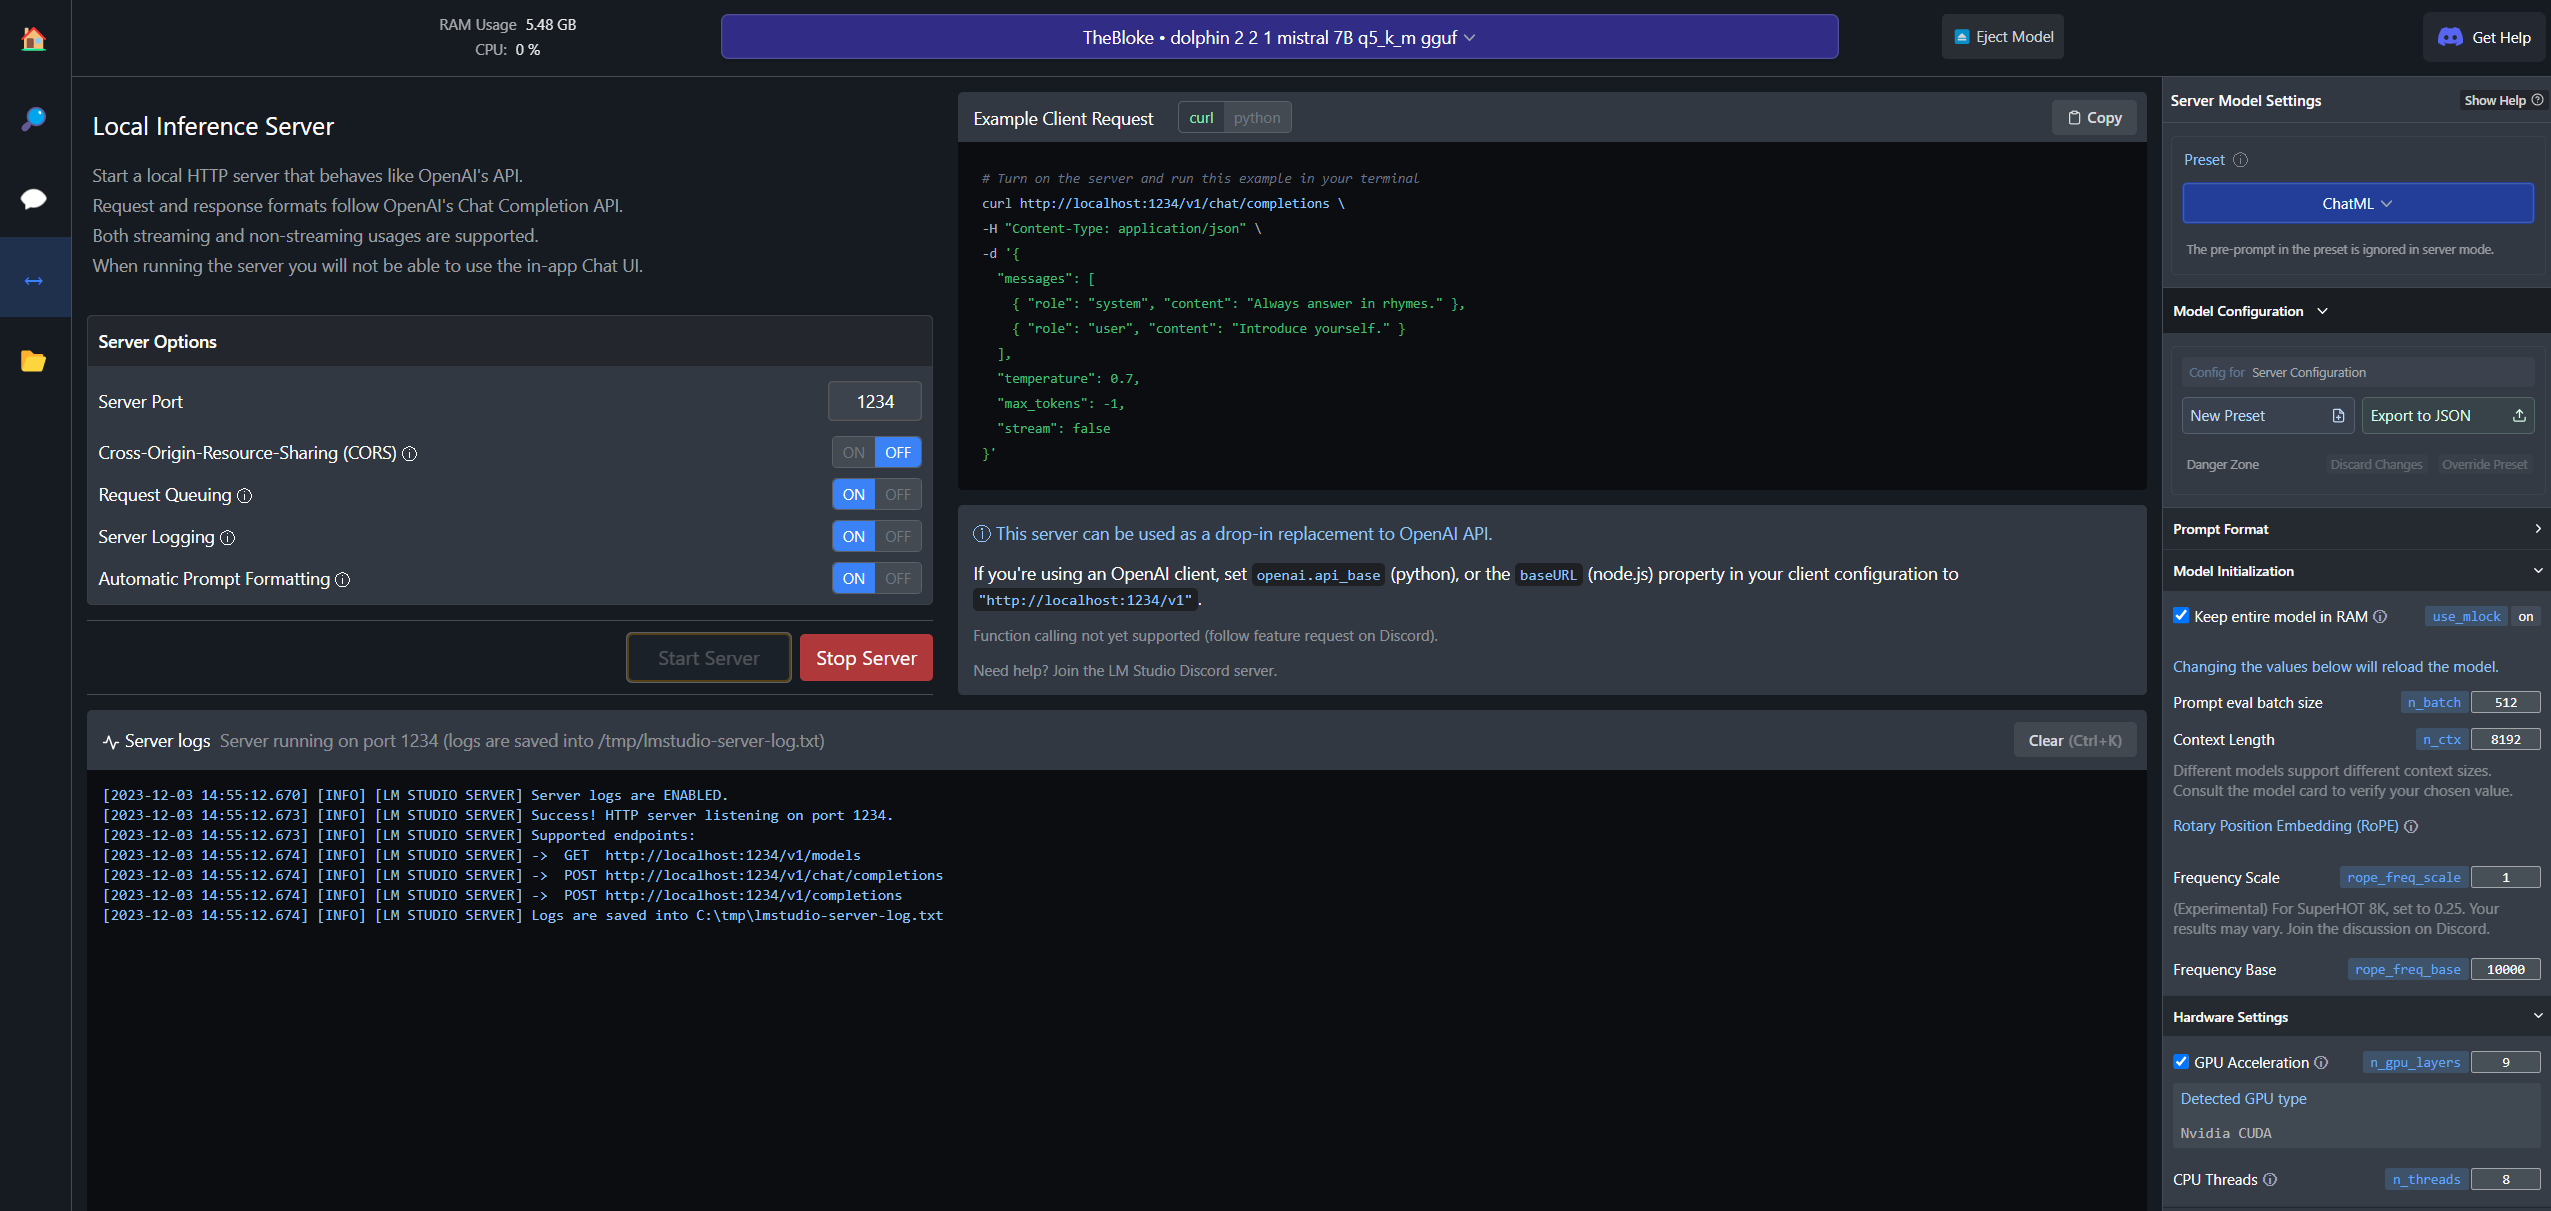 RAM Usage 5.48 GB
CPU: 0 %
TheBloke • dolphin 2 2 1 mistral 7B q5_k_m gguf
Eject Model
Get Help
Local Inference Server
Start a local HTTP server that behaves like OpenAI's API.
Request and response formats follow OpenAI's Chat Completion API.
Both streaming and non-streaming usages are supported.
When running the server you will not be able to use the in-app Chat UI.
Server Options
Server Port 1234
Cross-Origin-Resource-Sharing (CORS) ON OFF
Request Queuing ON OFF
Server Logging ON OFF
Automatic Prompt Formatting ON OFF
Start Server Stop Server
Example Client Request curl python Copy
# Turn on the server and run this example in your terminal
curl http://localhost:1234/v1/chat/completions \
-H "Content-Type: application/json" \
-d '{
"messages": [
{ "role": "system", "content": "Always answer in rhymes." },
{ "role": "user", "content": "Introduce yourself." }
],
"temperature": 0.7,
"max_tokens": -1,
"stream": false
}'
This server can be used as a drop-in replacement to OpenAI API.
If you're using an OpenAI client, set openai.api_base (python), or the baseURL (node.js) property in your client configuration to
"http://localhost:1234/v1".
Function calling not yet supported (follow feature request on Discord).
Need help? Join the LM Studio Discord server.
Server logs Server running on port 1234 (logs are saved into /tmp/lmstudio-server-log.txt) Clear (Ctrl+K)
[2023-12-03 14:55:12.670] [INFO] [LM STUDIO SERVER] Server logs are ENABLED.
[2023-12-03 14:55:12.673] [INFO] [LM STUDIO SERVER] Success! HTTP server listening on port 1234.
[2023-12-03 14:55:12.673] [INFO] [LM STUDIO SERVER] Supported endpoints:
[2023-12-03 14:55:12.674] [INFO] [LM STUDIO SERVER] -> GET http://localhost:1234/v1/models
[2023-12-03 14:55:12.674] [INFO] [LM STUDIO SERVER] -> POST http://localhost:1234/v1/chat/completions
[2023-12-03 14:55:12.674] [INFO] [LM STUDIO SERVER] -> POST http://localhost:1234/v1/completions
[2023-12-03 14:55:12.674] [INFO] [LM STUDIO SERVER] Logs are saved into C:\tmp\lmstudio-server-log.txt
Server Model Settings Show Help
Preset
ChatML
The pre-prompt in the preset is ignored in server mode.
Model Configuration
Config for Server Configuration
New Preset Export to JSON
Danger Zone Discard Changes Override Preset
Prompt Format
Model Initialization
Keep entire model in RAM use_mlock on
Changing the values below will reload the model.
Prompt eval batch size n_batch 512
Context Length n_ctx 8192
Different models support different context sizes.
Consult the model card to verify your chosen value.
Rotary Position Embedding (RoPE)
Frequency Scale rope_freq_scale 1
(Experimental) For SuperHOT 8K, set to 0.25. Your
results may vary. Join the discussion on Discord.
Frequency Base rope_freq_base 10000
Hardware Settings
GPU Acceleration n_gpu_layers 9
Detected GPU type
Nvidia CUDA
CPU Threads n_threads 8